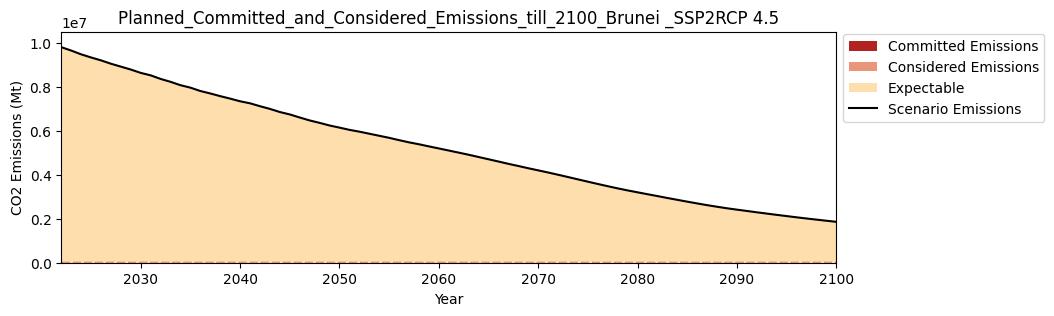 Planned_Committed_and_Considered_Emissions_till_2100_Brunei _SSP2RCP 4.5
1e7
1.0
0.8
0.6
0.4
0.2
0.0
CO2 Emissions (Mt)
2030 2040 2050 2060 2070 2080 2090 2100
Year
Committed Emissions
Considered Emissions
Expectable
Scenario Emissions